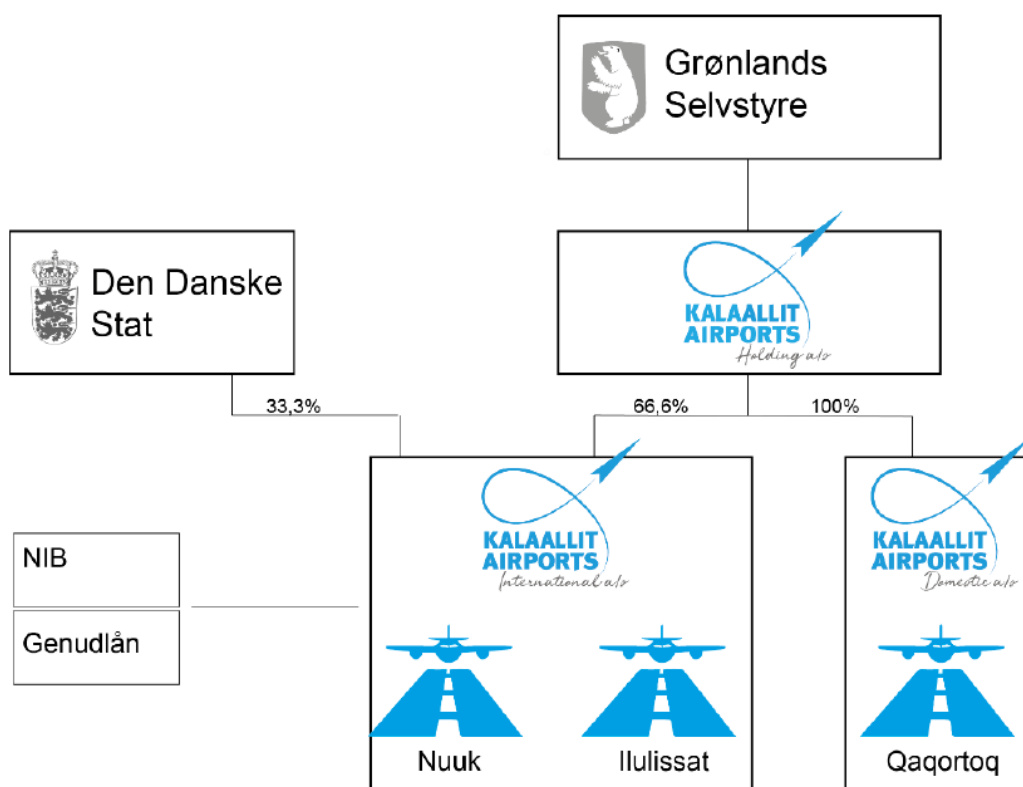 Grønlands
Selvstyre
Den Danske
Stat
KALAALLIT
AIRPORTS
Holding a/s
33,3%
66,6%
100%
KALAALLIT
AIRPORTS
International a/s
KALAALLIT
AIRPORTS
Domestic a/s
NIB
Genudlån
Nuuk
Ilulissat
Qaqortoq